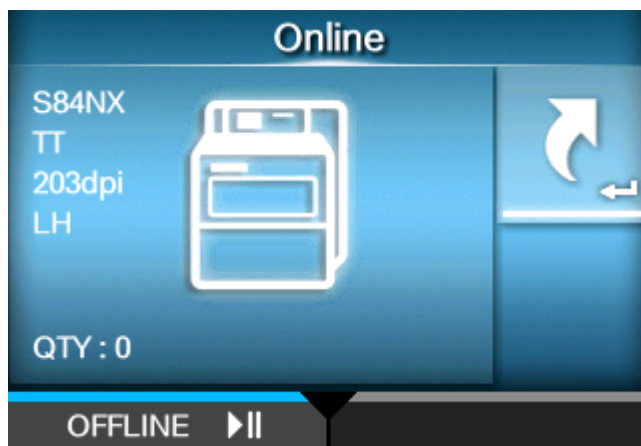 Online
S84NX
TT
203dpi
LH
QTY : 0
OFFLINE